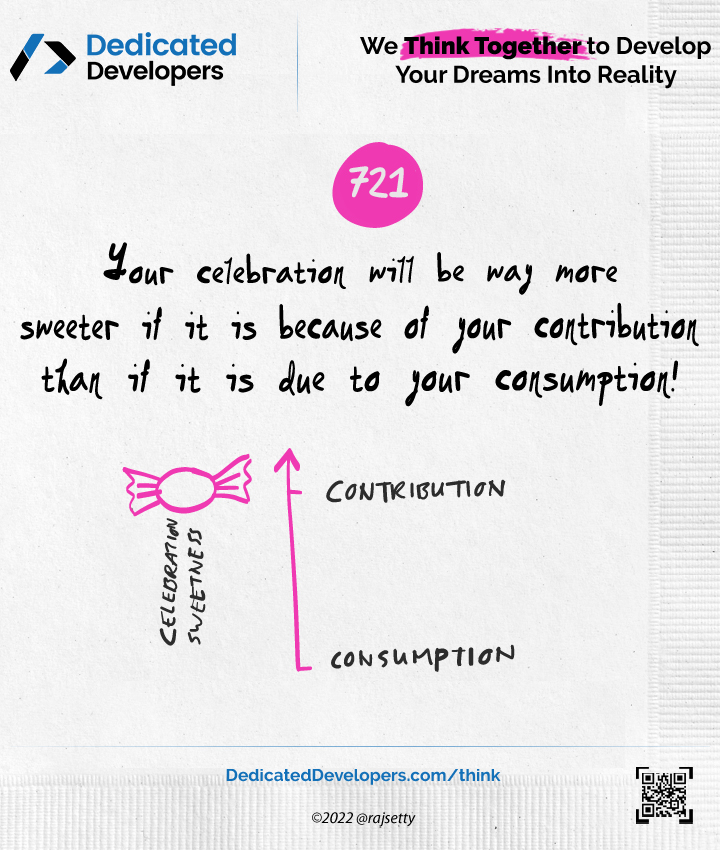 Dedicated
Developers
We Think Together to Develop
Your Dreams Into Reality
721
Your celebration will be way more
sweeter if it is because of your contribution
than if it is due to your consumption!
CELEBRATION
SWEETNESS
CONTRIBUTION
CONSUMPTION
DedicatedDevelopers.com/think
©2022 @rajsetty